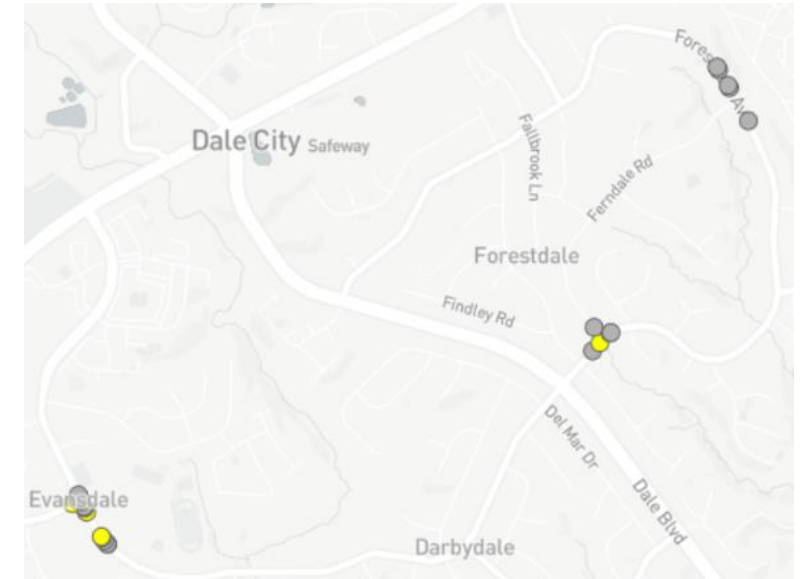 Dale City Safeway
Fallbrook Ln
Ferndale Rd
Forestdale
Findley Rd
Del Mar Dr
Dale Blvd
Evansdale
Darbydale